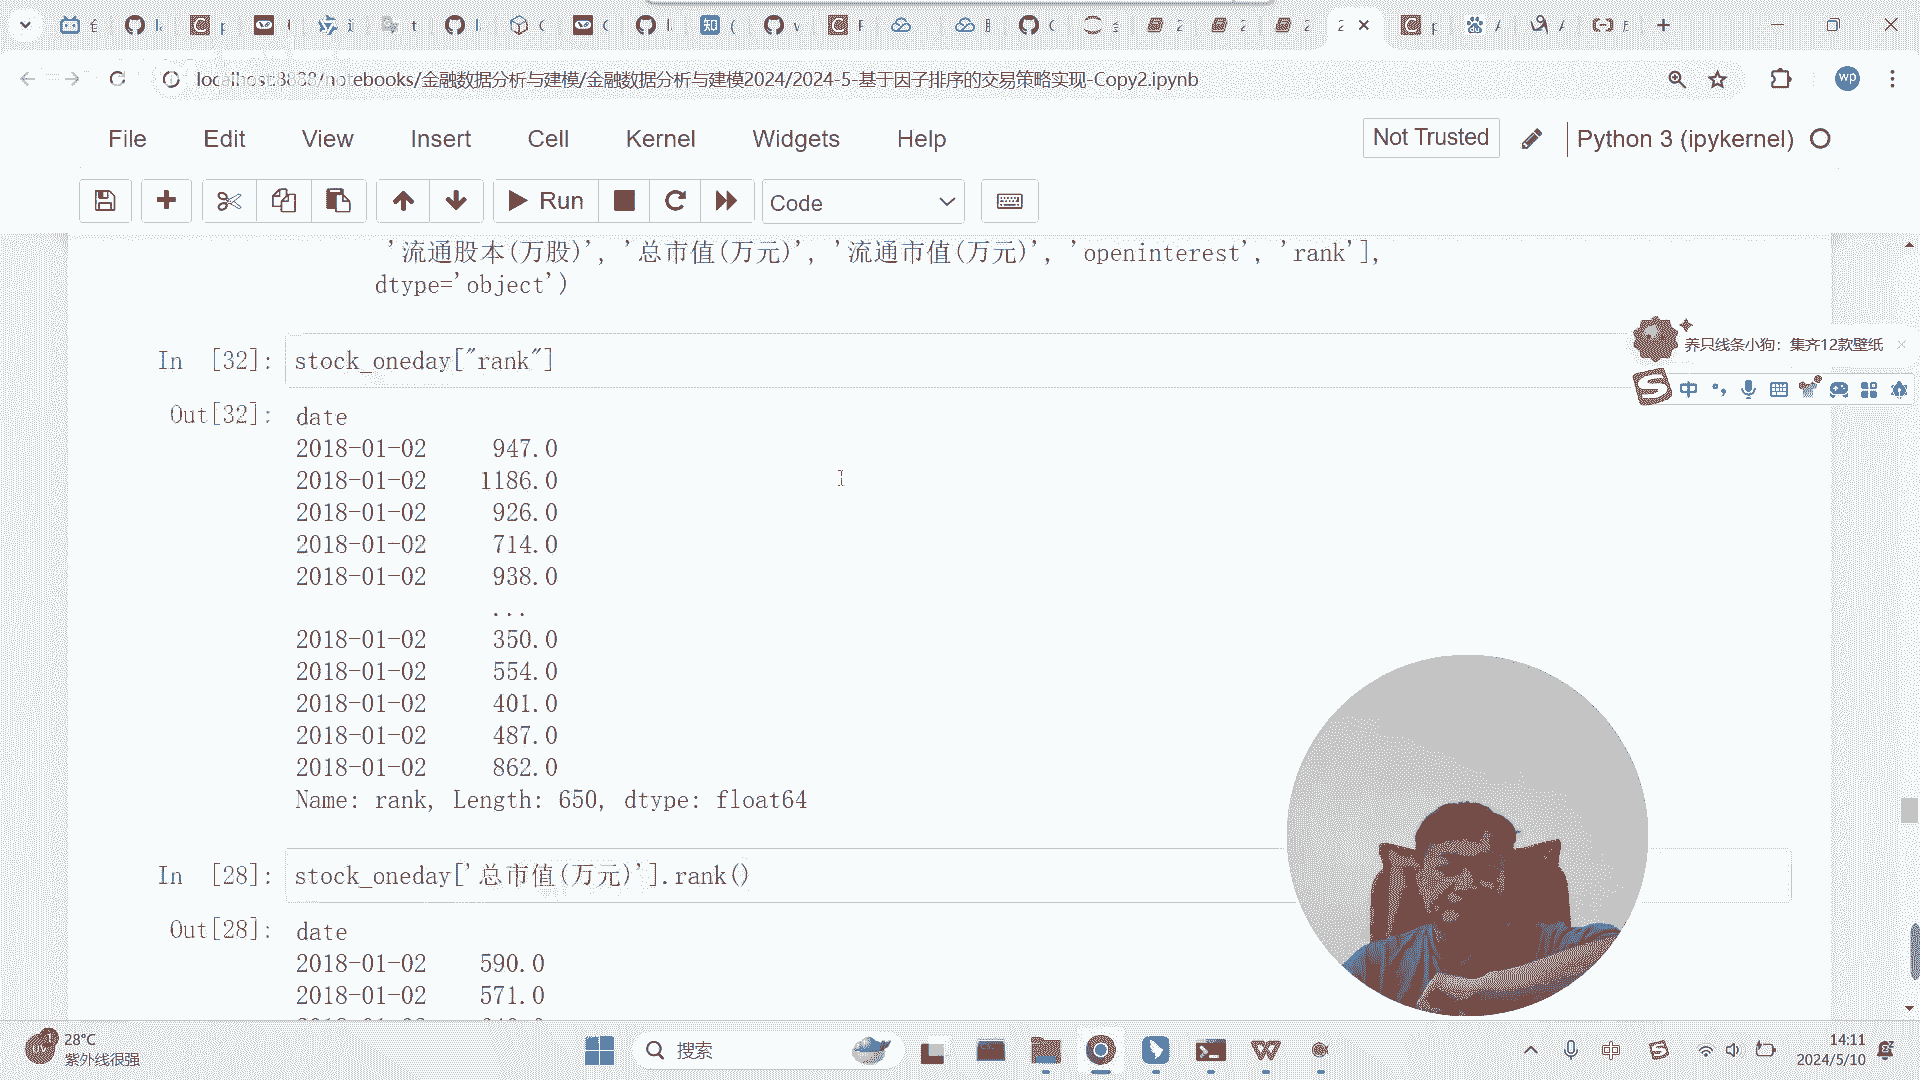 localhost:8888/notebooks/金融数据分析与建模/金融数据分析与建模2024/2024-5-基于因子排序的交易策略实现-Copy2.ipynb
wp
File Edit View Insert Cell Kernel Widgets Help
Not Trusted
Python 3 (ipykernel)
Run
Code
'流通股本(万股)', '总市值(万元)', '流通市值(万元)', 'openinterest', 'rank'],
dtype='object')
养只线条小狗：集齐12款壁纸
中
In [32]: stock_oneday["rank"]
Out[32]: date
2018-01-02 947.0
2018-01-02 1186.0
2018-01-02 926.0
2018-01-02 714.0
2018-01-02 938.0
...
2018-01-02 350.0
2018-01-02 554.0
2018-01-02 401.0
2018-01-02 487.0
2018-01-02 862.0
Name: rank, Length: 650, dtype: float64
In [28]: stock_oneday['总市值(万元)'].rank()
Out[28]: date
2018-01-02 590.0
2018-01-02 571.0
28°C
紫外线很强
搜索
中
14:11
2024/5/10